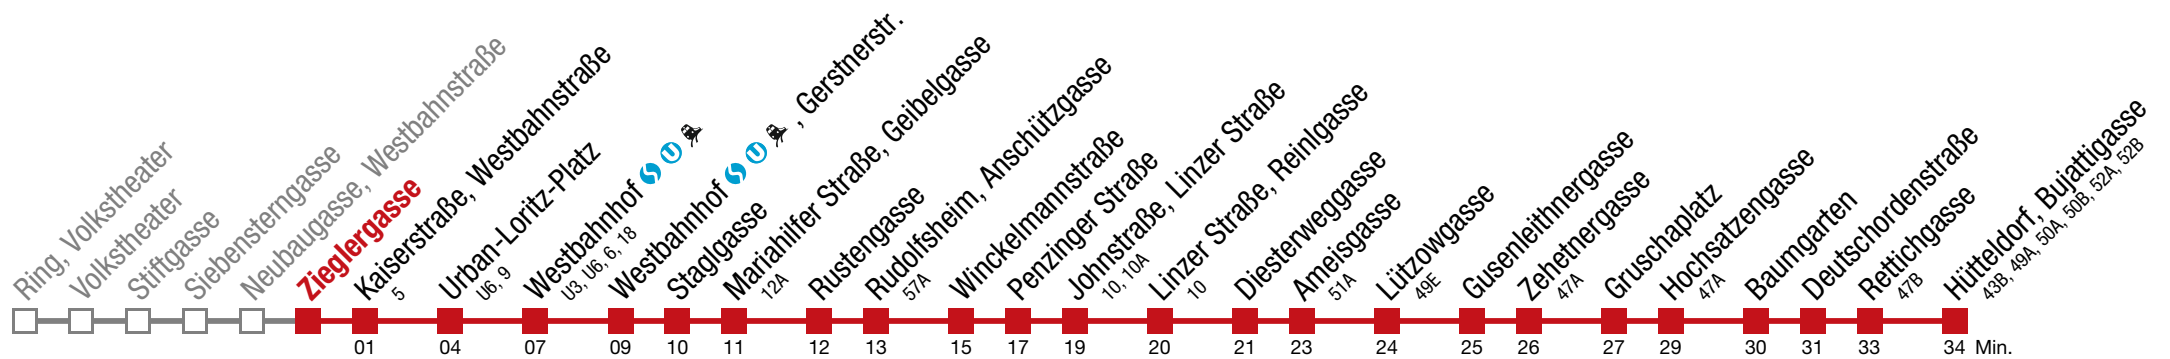 Ring, Volkstheater
Volkstheater
Stiftgasse
Siebensterngasse
Neubaugasse, Westbahnstraße
Zieglergasse
Kaiserstraße, Westbahnstraße
5
Urban-Loritz-Platz
U6, 9
Westbahnhof S U
U3, U6, 6, 18
Westbahnhof S U , Gerstnerstr.
Staglgasse
Mariahilfer Straße, Geibelgasse
12A
Rustengasse
Rudolfsheim, Anschützgasse
57A
Winckelmannstraße
Penzinger Straße
Johnstraße, Linzer Straße
10, 10A
Linzer Straße, Reinlgasse
10
Diesterweggasse
Ameisgasse
51A
Lützowgasse
49E
Gusenleithnergasse
Zehetnergasse
47A
Gruschaplatz
Hochsatzengasse
47A
Baumgarten
Deutschordenstraße
Rettichgasse
47B
Hütteldorf, Bujattigasse
43B, 49A, 50A, 50B, 52A, 52B
01 04 07 09 10 11 12 13 15 17 19 20 21 23 24 25 26 27 29 30 31 33 34 Min.